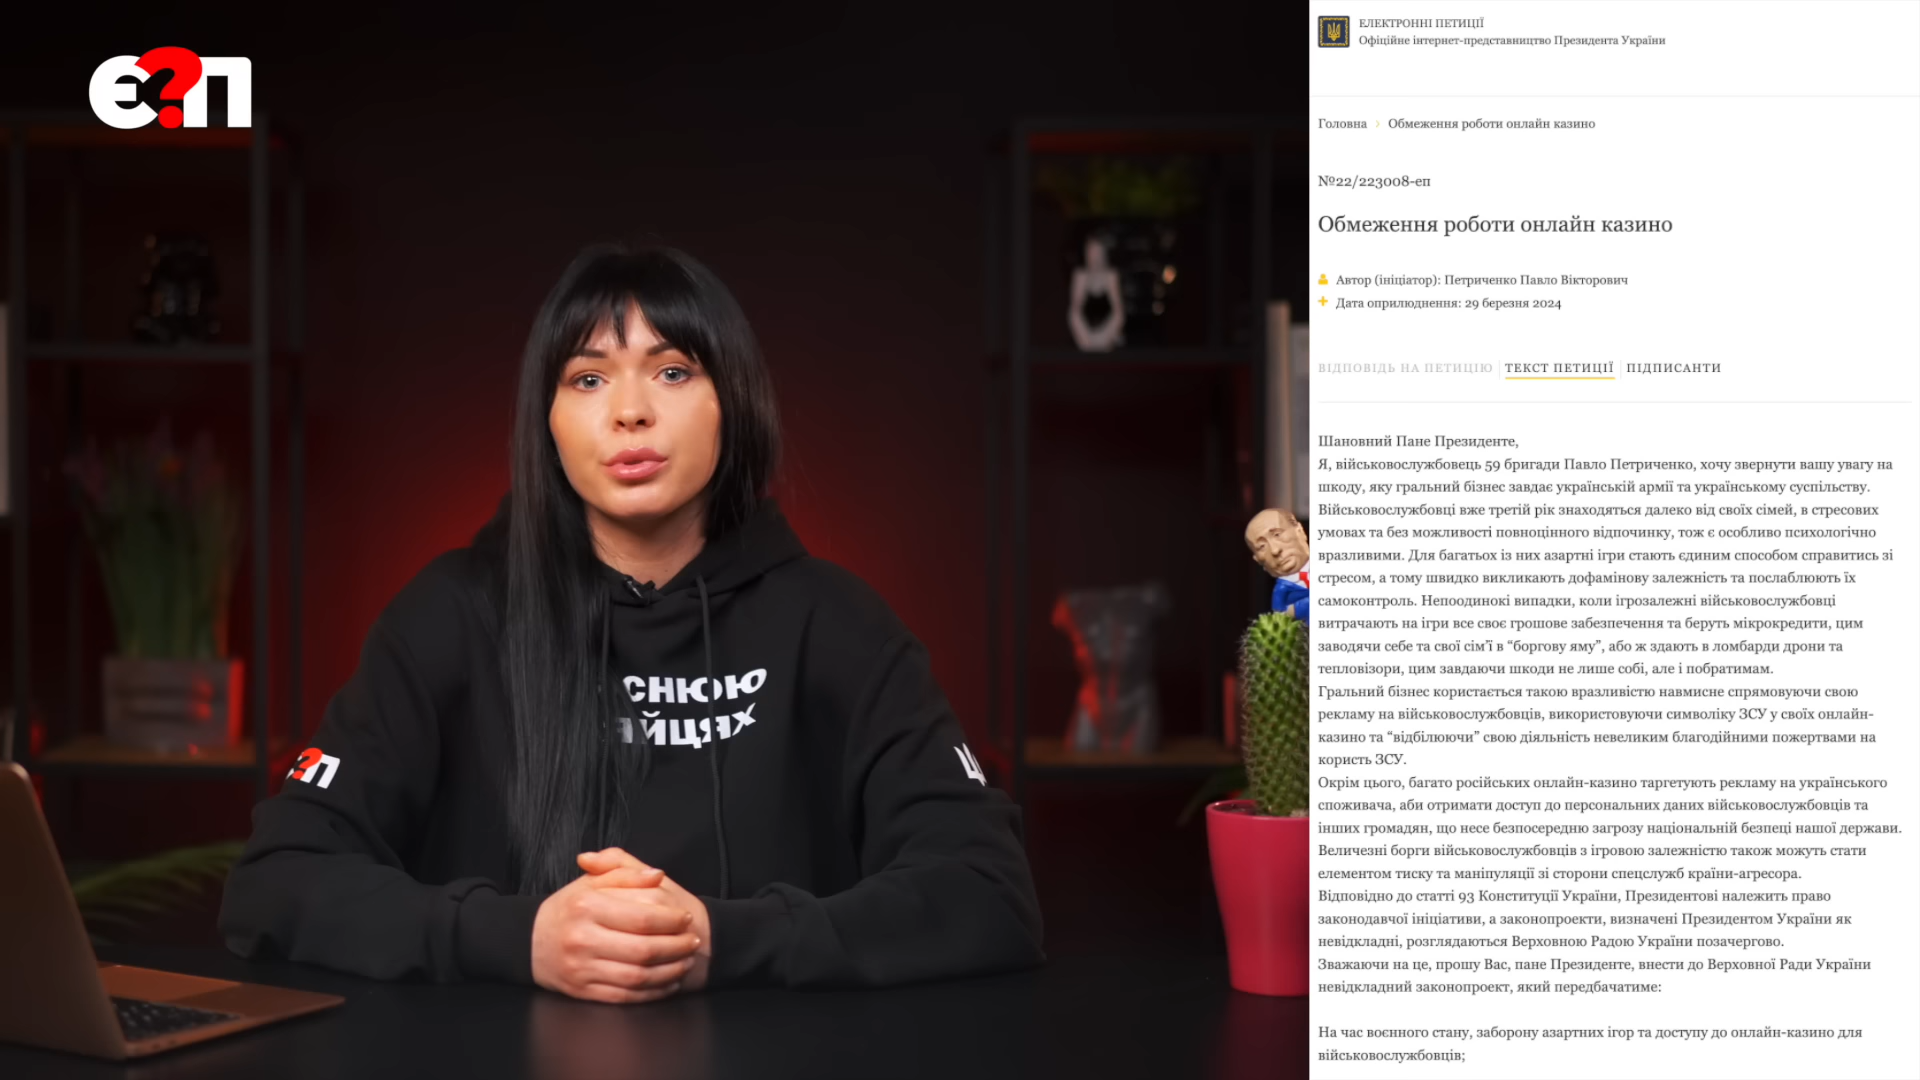 Є?П
СНЮЮ
ЯЙЦЯХ
?П
ЕЛЕКТРОННІ ПЕТИЦІЇ
Офіційне інтернет-представництво Президента України
Головна › Обмеження роботи онлайн казино
№22/223008-еп
Обмеження роботи онлайн казино
Автор (ініціатор): Петриченко Павло Вікторович
Дата оприлюднення: 29 березня 2024
ВІДПОВІДЬ НА ПЕТИЦІЮ ТЕКСТ ПЕТИЦІЇ ПІДПИСАНТИ
Шановний Пане Президенте,
Я, військовослужбовець 59 бригади Павло Петриченко, хочу звернути вашу увагу на
шкоду, яку гральний бізнес завдає українській армії та українському суспільству.
Військовослужбовці вже третій рік знаходяться далеко від своїх сімей, в стресових
умовах та без можливості повноцінного відпочинку, тож є особливо психологічно
вразливими. Для багатьох із них азартні ігри стають єдиним способом справитись зі
стресом, а тому швидко викликають дофамінову залежність та послаблюють їх
самоконтроль. Непоодинокі випадки, коли ігрозалежні військовослужбовці
витрачають на ігри все своє грошове забезпечення та беруть мікрокредити, цим
заводячи себе та свої сім’ї в “боргову яму”, або ж здають в ломбарди дрони та
тепловізори, цим завдаючи шкоди не лише собі, але і побратимам.
Гральний бізнес користається такою вразливістю навмисне спрямовуючи свою
рекламу на військовослужбовців, використовуючи символіку ЗСУ у своїх онлайн-
казино та “відбілюючи” свою діяльність невеликим благодійними пожертвами на
користь ЗСУ.
Окрім цього, багато російських онлайн-казино таргетують рекламу на українського
споживача, аби отримати доступ до персональних даних військовослужбовців та
інших громадян, що несе безпосередню загрозу національній безпеці нашої держави.
Величезні борги військовослужбовців з ігровою залежністю також можуть стати
елементом тиску та маніпуляції зі сторони спецслужб країни-агресора.
Відповідно до статті 93 Конституції України, Президентові належить право
законодавчої ініціативи, а законопроекти, визначені Президентом України як
невідкладні, розглядаються Верховною Радою України позачергово.
Зважаючи на це, прошу Вас, пане Президенте, внести до Верховної Ради України
невідкладний законопроект, який передбачатиме:
На час воєнного стану, заборону азартних ігор та доступу до онлайн-казино для
військовослужбовців;